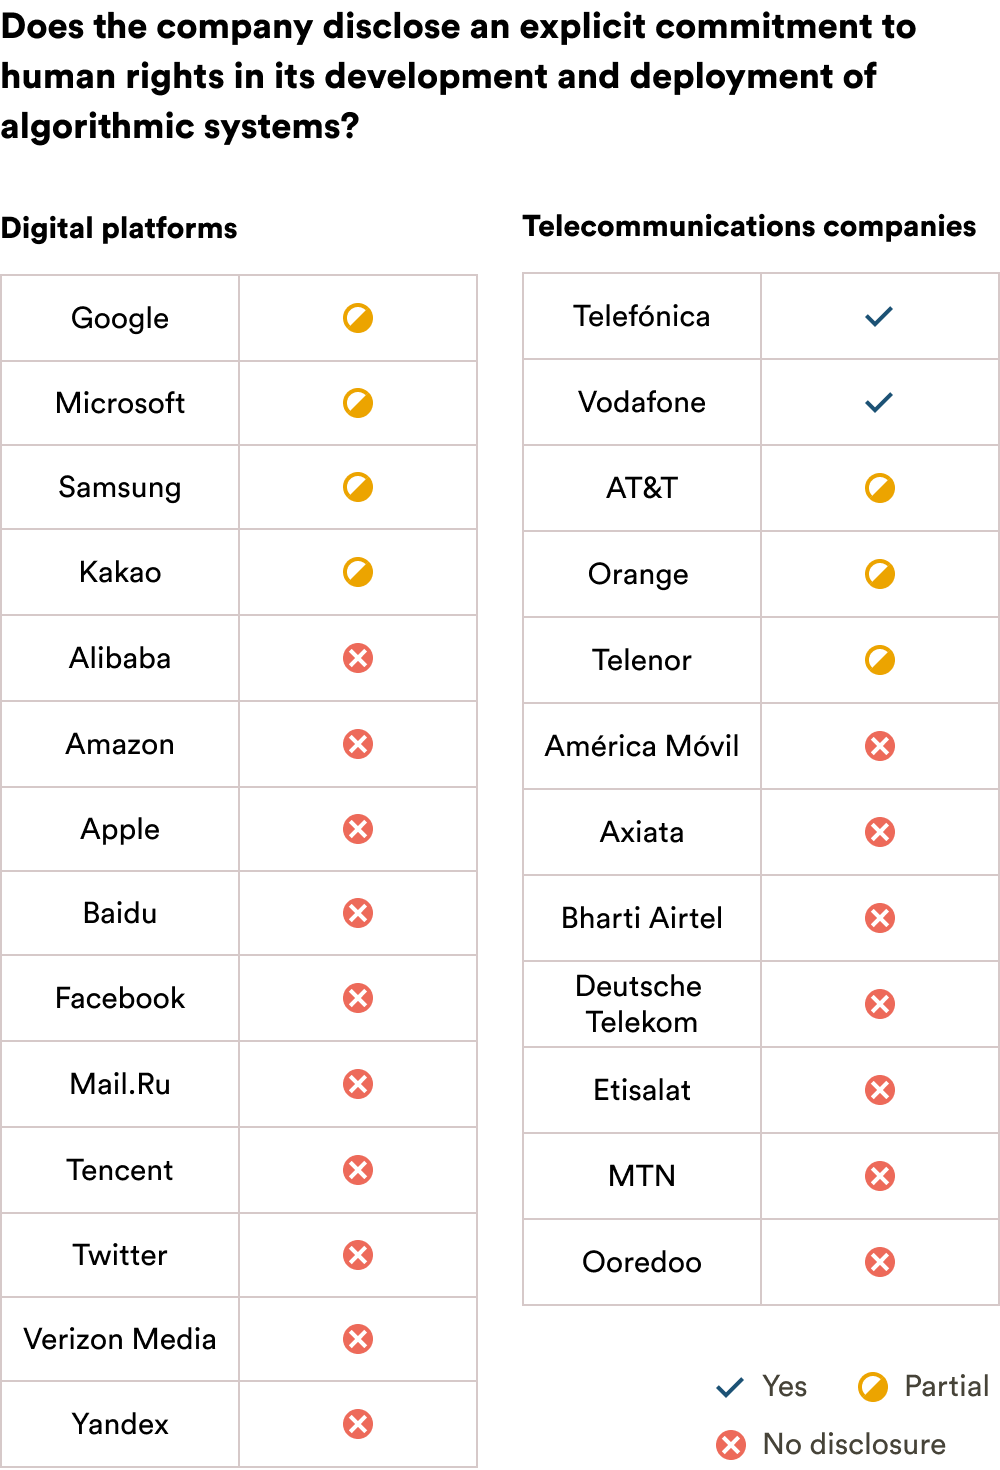 Does the company disclose an explicit commitment to
human rights in its development and deployment of
algorithmic systems?
Digital platforms
Google
Microsoft
Samsung
Kakao
Alibaba
Amazon
Apple
Baidu
Facebook
Mail.Ru
Tencent
Twitter
Verizon Media
Yandex
Telecommunications companies
Telefónica
Vodafone
AT&T
Orange
Telenor
América Móvil
Axiata
Bharti Airtel
Deutsche
Telekom
Etisalat
MTN
Ooredoo
Yes
Partial
No disclosure